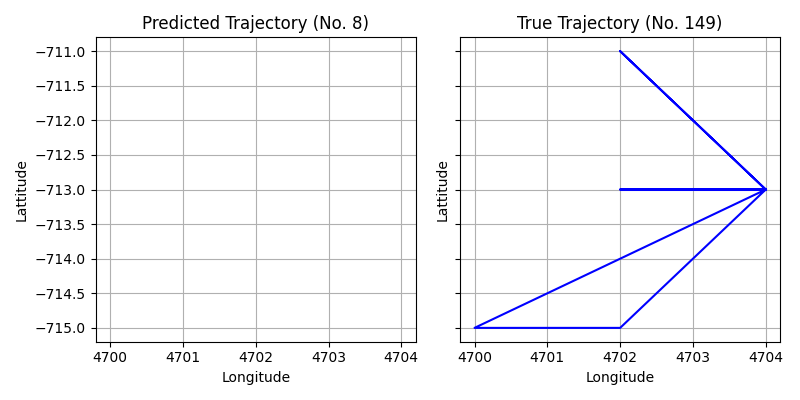 Predicted Trajectory (No. 8)
True Trajectory (No. 149)
−711.0
−711.5
−712.0
−712.5
−713.0
−713.5
−714.0
−714.5
−715.0
Lattitude
Lattitude
4700 4701 4702 4703 4704
4700 4701 4702 4703 4704
Longitude
Longitude